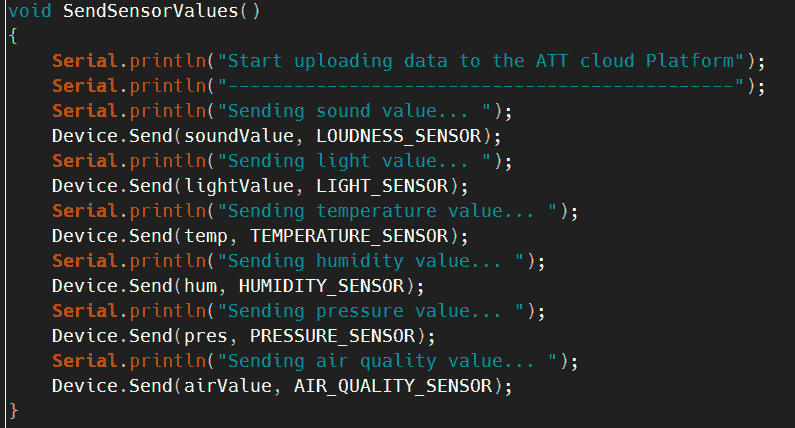 void SendSensorValues()
{
    Serial.println("Start uploading data to the ATT cloud Platform");
    Serial.println("----------------------------------------------");
    Serial.println("Sending sound value... ");
    Device.Send(soundValue, LOUDNESS_SENSOR);
    Serial.println("Sending light value... ");
    Device.Send(lightValue, LIGHT_SENSOR);
    Serial.println("Sending temperature value... ");
    Device.Send(temp, TEMPERATURE_SENSOR);
    Serial.println("Sending humidity value... ");
    Device.Send(hum, HUMIDITY_SENSOR);
    Serial.println("Sending pressure value... ");
    Device.Send(pres, PRESSURE_SENSOR);
    Serial.println("Sending air quality value... ");
    Device.Send(airValue, AIR_QUALITY_SENSOR);
}